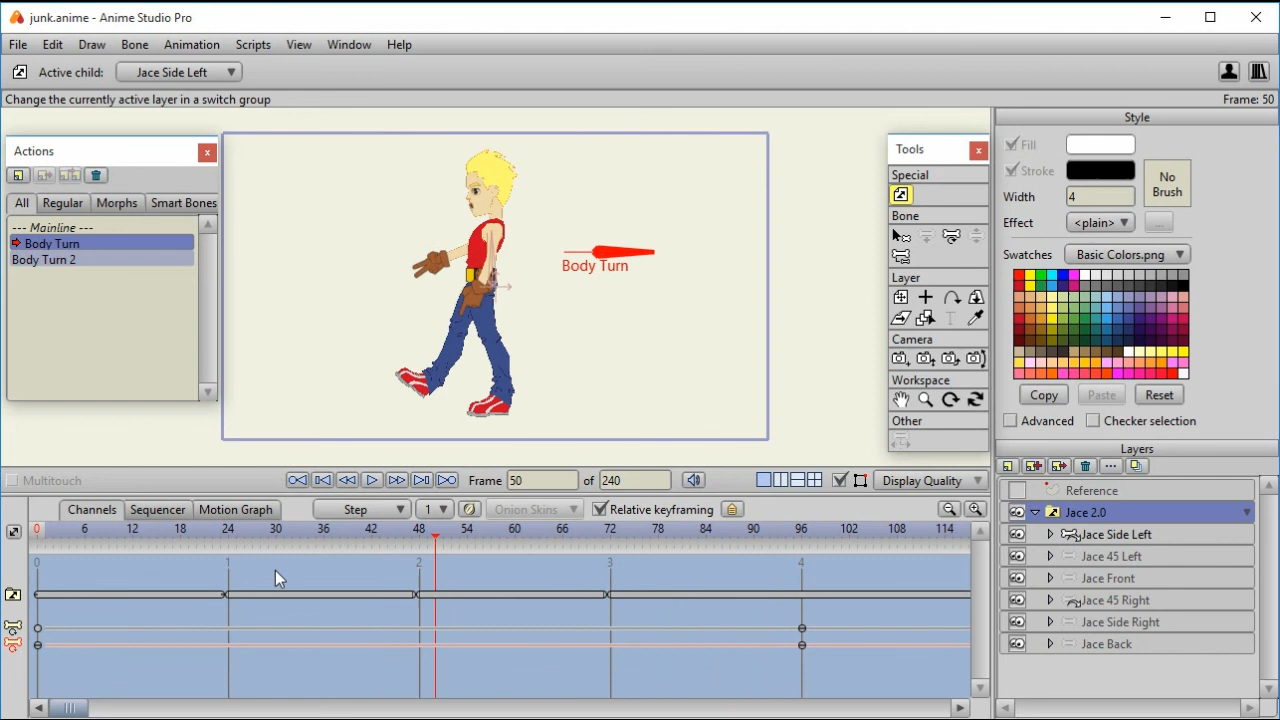 junk.anime - Anime Studio Pro
File Edit Draw Bone Animation Scripts View Window Help
Active child: Jace Side Left
Change the currently active layer in a switch group
Frame: 50
Actions
All Regular Morphs Smart Bones
--- Mainline ---
Body Turn
Body Turn 2
Body Turn
Tools
Special
Bone
Layer
Camera
Workspace
Other
Style
Fill
Stroke
Width 4
Effect <plain> ...
No
Brush
Swatches Basic Colors.png
Copy Paste Reset
Advanced Checker selection
Layers
Reference
Jace 2.0
Jace Side Left
Jace 45 Left
Jace Front
Jace 45 Right
Jace Side Right
Jace Back
Multitouch
Frame 50 of 240
Display Quality
Channels Sequencer Motion Graph Step 1 Onion Skins Relative keyframing
0 6 12 18 24 30 36 42 48 54 60 66 72 78 84 90 96 102 108 114
0 1 2 3 4